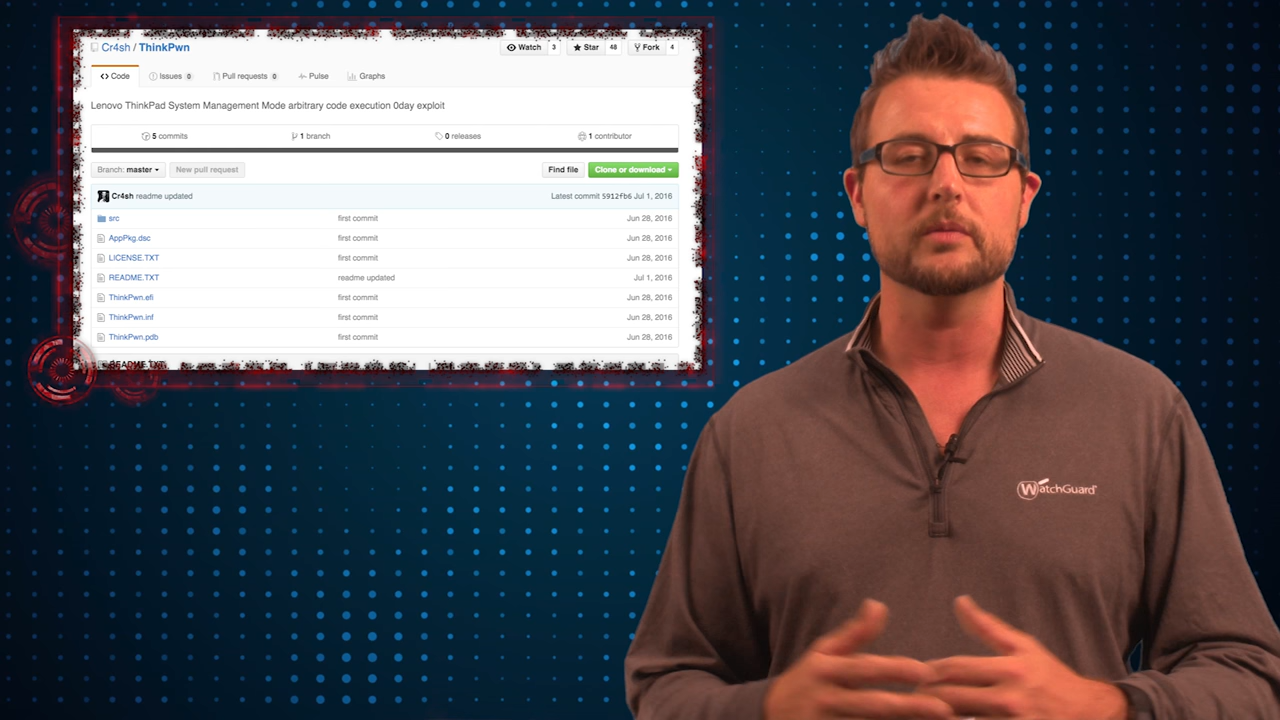 Cr4sh / ThinkPwn
Watch 3 Star 48 Fork 4
Code Issues 0 Pull requests 0 Pulse Graphs
Lenovo ThinkPad System Management Mode arbitrary code execution 0day exploit
5 commits 1 branch 0 releases 1 contributor
Branch: master New pull request Find file Clone or download
Cr4sh readme updated Latest commit 5912fb6 Jul 1, 2016
src first commit Jun 28, 2016
AppPkg.dsc first commit Jun 28, 2016
LICENSE.TXT first commit Jun 28, 2016
README.TXT readme updated Jul 1, 2016
ThinkPwn.efi first commit Jun 28, 2016
ThinkPwn.inf first commit Jun 28, 2016
ThinkPwn.pdb first commit Jun 28, 2016
README.TXT
WatchGuard